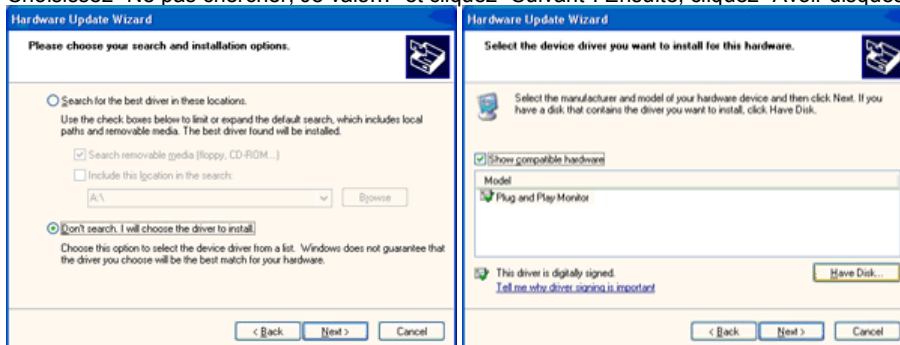 Hardware Update Wizard
Please choose your search and installation options.
Search for the best driver in these locations.
Use the check boxes below to limit or expand the default search, which includes local
paths and removable media. The best driver found will be installed.
Search removable media (floppy, CD-ROM...)
Include this location in the search:
A:\
Browse
Don't search. I will choose the driver to install.
Choose this option to select the device driver from a list. Windows does not guarantee that
the driver you choose will be the best match for your hardware.
< Back
Next >
Cancel
Hardware Update Wizard
Select the device driver you want to install for this hardware.
Select the manufacturer and model of your hardware device and then click Next. If you
have a disk that contains the driver you want to install, click Have Disk.
Show compatible hardware
Model
Plug and Play Monitor
This driver is digitally signed.
Tell me why driver signing is important
Have Disk...
< Back
Next >
Cancel